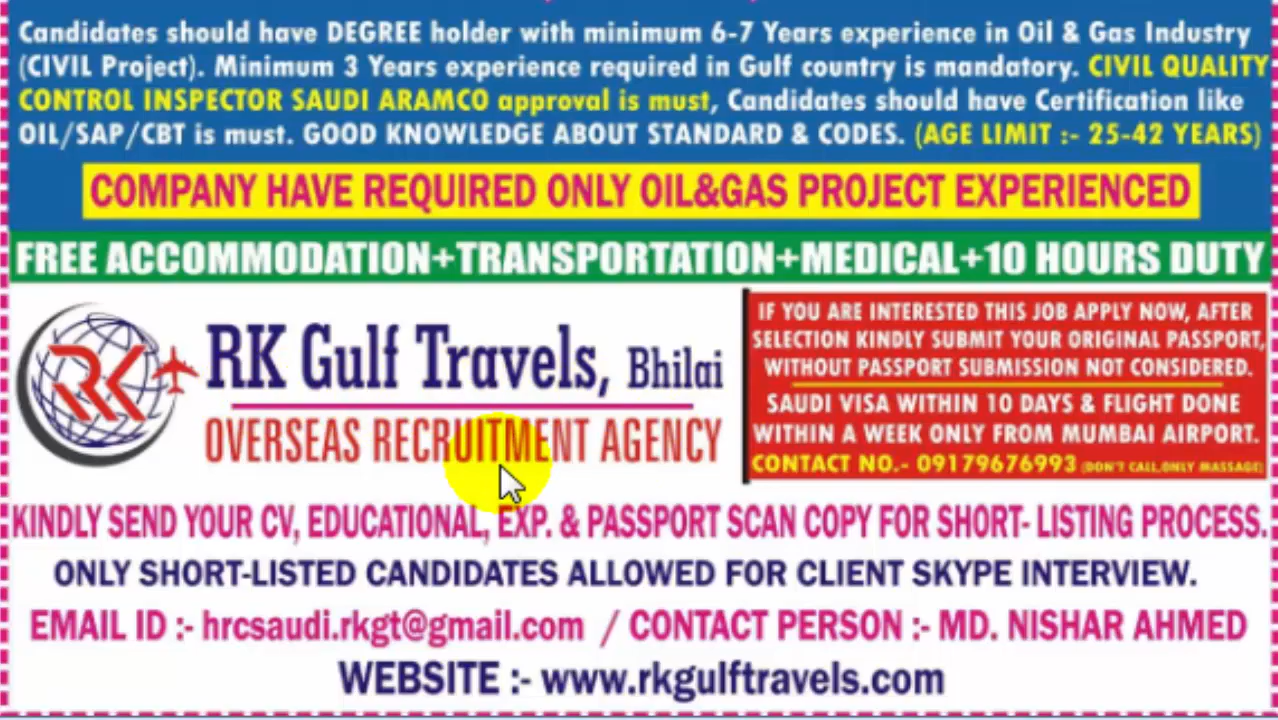 Candidates should have DEGREE holder with minimum 6-7 Years experience in Oil & Gas Industry
(CIVIL Project). Minimum 3 Years experience required in Gulf country is mandatory. CIVIL QUALITY
CONTROL INSPECTOR SAUDI ARAMCO approval is must, Candidates should have Certification like
OIL/SAP/CBT is must. GOOD KNOWLEDGE ABOUT STANDARD & CODES. (AGE LIMIT :- 25-42 YEARS)
COMPANY HAVE REQUIRED ONLY OIL&GAS PROJECT EXPERIENCED
FREE ACCOMMODATION+TRANSPORTATION+MEDICAL+10 HOURS DUTY
RK
RK Gulf Travels, Bhilai
OVERSEAS RECRUITMENT AGENCY
IF YOU ARE INTERESTED THIS JOB APPLY NOW, AFTER
SELECTION KINDLY SUBMIT YOUR ORIGINAL PASSPORT,
WITHOUT PASSPORT SUBMISSION NOT CONSIDERED.
SAUDI VISA WITHIN 10 DAYS & FLIGHT DONE
WITHIN A WEEK ONLY FROM MUMBAI AIRPORT.
CONTACT NO.- 09179676993 (DON'T CALL,ONLY MASSAGE)
KINDLY SEND YOUR CV, EDUCATIONAL, EXP. & PASSPORT SCAN COPY FOR SHORT- LISTING PROCESS.
ONLY SHORT-LISTED CANDIDATES ALLOWED FOR CLIENT SKYPE INTERVIEW.
EMAIL ID :- hrcsaudi.rkgt@gmail.com / CONTACT PERSON :- MD. NISHAR AHMED
WEBSITE :- www.rkgulftravels.com